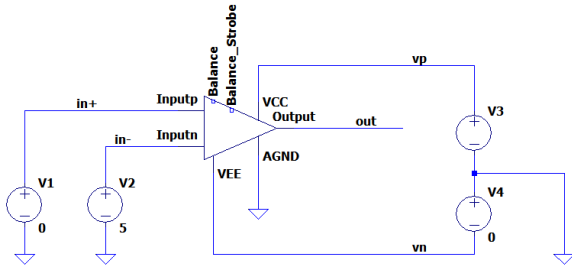 Balance
Balance_Strobe
vp
Inputp
VCC
V3
in+
Output
out
Inputn
in-
AGND
VEE
V1
V2
V4
0
5
0
vn